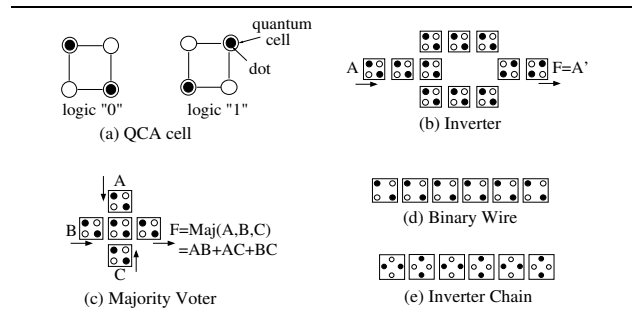 quantum
cell
dot
logic "0"
logic "1"
(a) QCA cell
A
F=A'
(b) Inverter
A
B
F=Maj(A,B,C)
=AB+AC+BC
C
(c) Majority Voter
(d) Binary Wire
(e) Inverter Chain